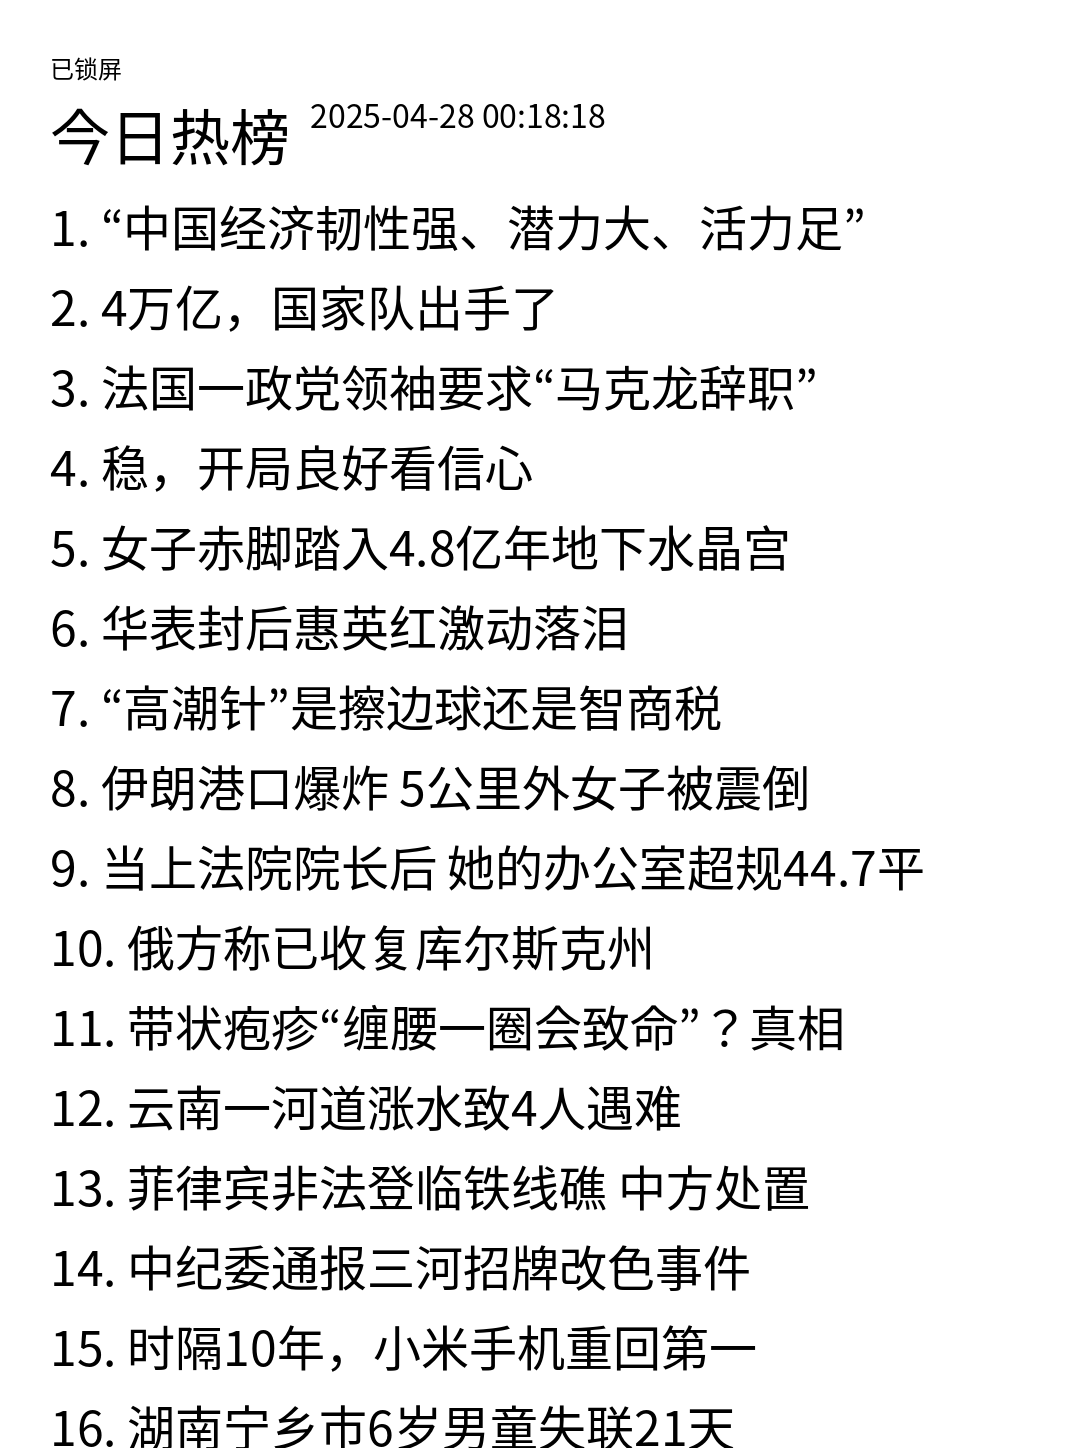 已锁屏
今日热榜 2025-04-28 00:18:18
1. “中国经济韧性强、潜力大、活力足”
2. 4万亿，国家队出手了
3. 法国一政党领袖要求“马克龙辞职”
4. 稳，开局良好看信心
5. 女子赤脚踏入4.8亿年地下水晶宫
6. 华表封后惠英红激动落泪
7. “高潮针”是擦边球还是智商税
8. 伊朗港口爆炸 5公里外女子被震倒
9. 当上法院院长后 她的办公室超规44.7平
10. 俄方称已收复库尔斯克州
11. 带状疱疹“缠腰一圈会致命”？真相
12. 云南一河道涨水致4人遇难
13. 菲律宾非法登临铁线礁 中方处置
14. 中纪委通报三河招牌改色事件
15. 时隔10年，小米手机重回第一
16. 湖南宁乡市6岁男童失联21天